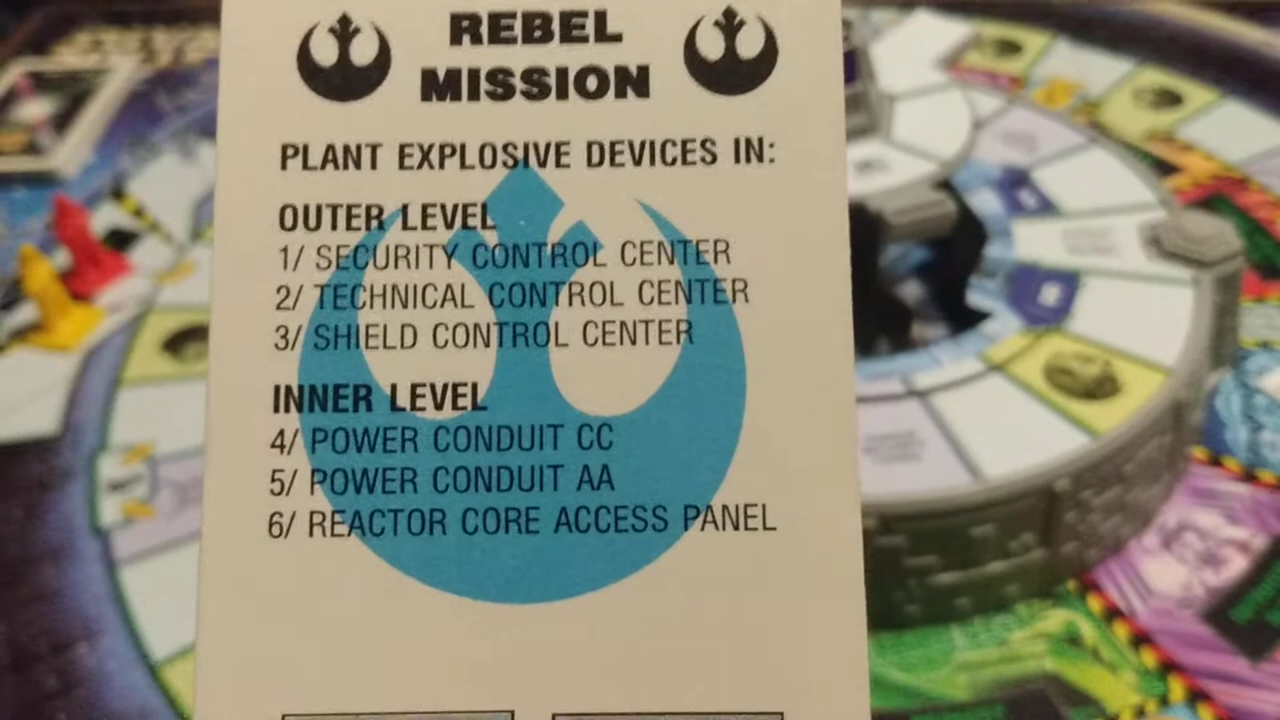 REBEL
MISSION
PLANT EXPLOSIVE DEVICES IN:
OUTER LEVEL
1/ SECURITY CONTROL CENTER
2/ TECHNICAL CONTROL CENTER
3/ SHIELD CONTROL CENTER
INNER LEVEL
4/ POWER CONDUIT CC
5/ POWER CONDUIT AA
6/ REACTOR CORE ACCESS PANEL